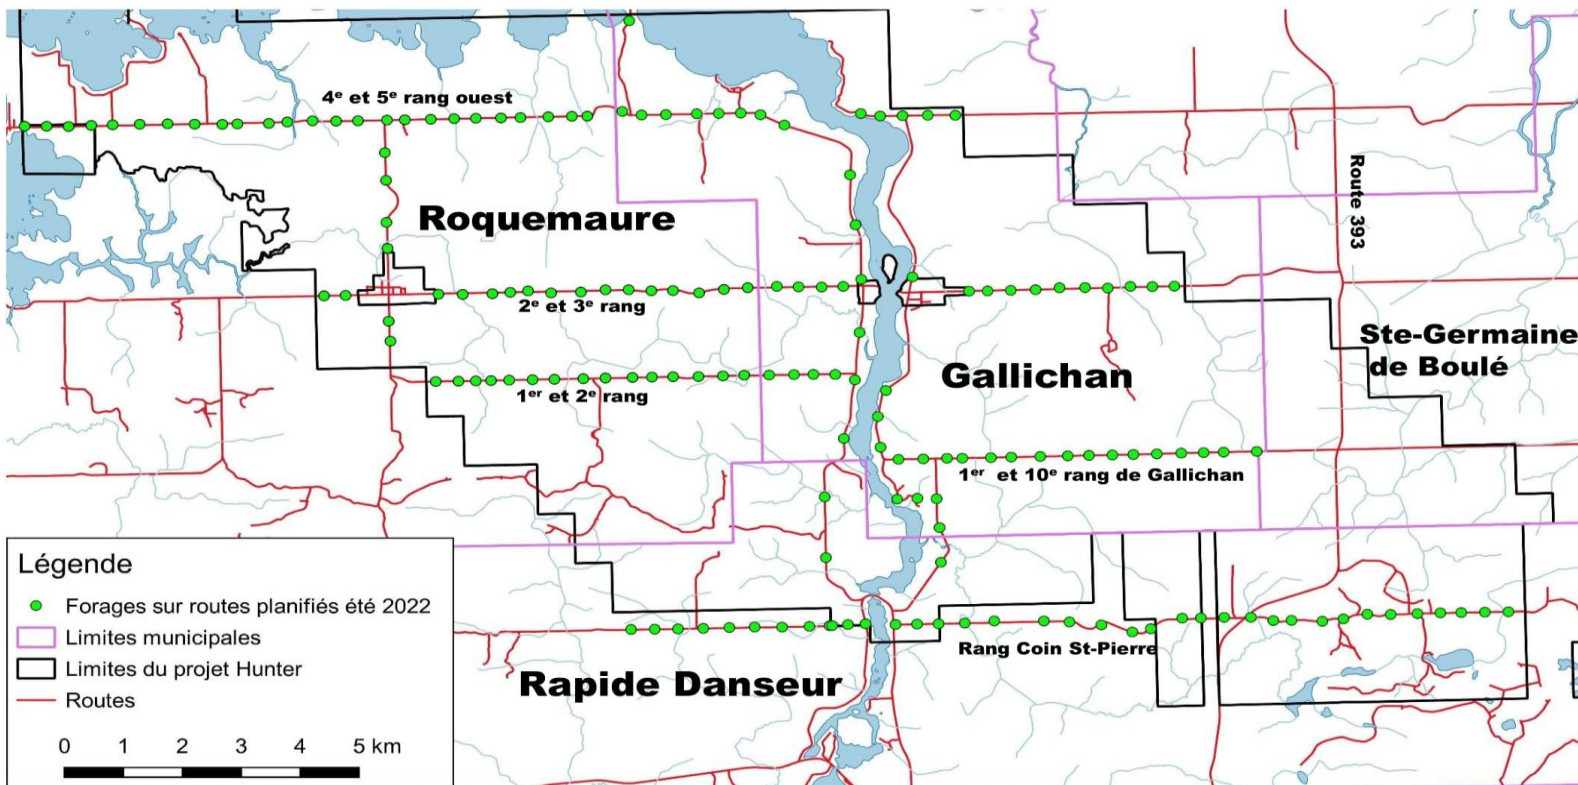 4e et 5e rang ouest
Route 393
Roquemaure
2e et 3e rang
Ste-Germaine
de Boulé
Gallichan
1er et 2e rang
1er et 10e rang de Gallichan
Légende
Forages sur routes planifiés été 2022
Limites municipales
Limites du projet Hunter
Routes
0 1 2 3 4 5 km
Rang Coin St-Pierre
Rapide Danseur